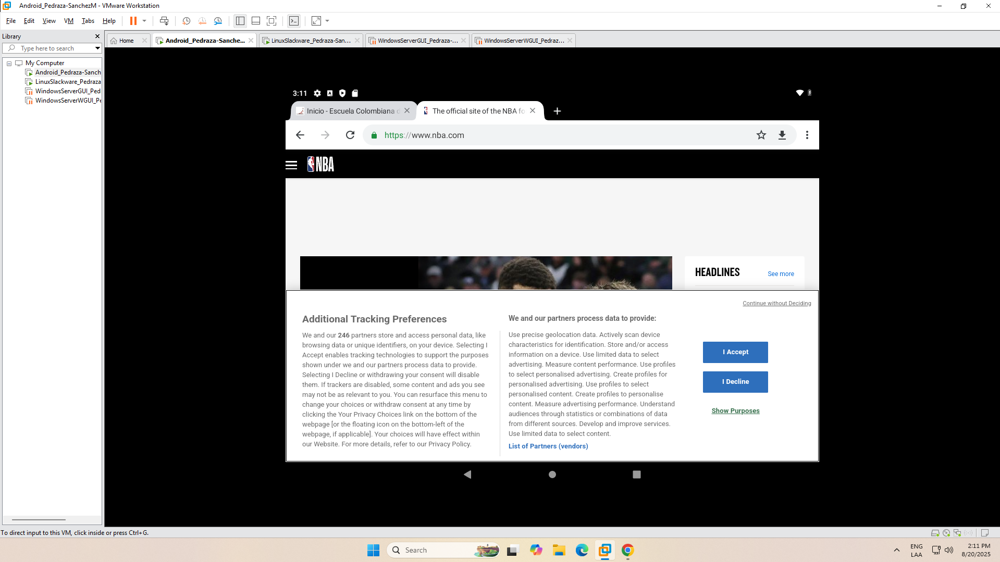 Android_Pedraza-SanchezM - VMware Workstation
File Edit View VM Tabs Help
Library
Home
Android_Pedraza-Sanche...
LinuxSlackware_Pedraza-San...
WindowsServerGUI_Pedraza-...
WindowsServerWGUI_Pedraz...
Type here to search
My Computer
Android_Pedraza-Sanch
LinuxSlackware_Pedraza
WindowsServerGUI_Ped
WindowsServerWGUI_Pe
3:11
Inicio - Escuela Colombiana d
The official site of the NBA fo
https://www.nba.com
NBA
HEADLINES
See more
Continue without Deciding
Additional Tracking Preferences
We and our 246 partners store and access personal data, like
browsing data or unique identifiers, on your device. Selecting I
Accept enables tracking technologies to support the purposes
shown under we and our partners process data to provide.
Selecting I Decline or withdrawing your consent will disable
them. If trackers are disabled, some content and ads you see
may not be as relevant to you. You can resurface this menu to
change your choices or withdraw consent at any time by
clicking the Your Privacy Choices link on the bottom of the
webpage [or the floating icon on the bottom-left of the
webpage, if applicable]. Your choices will have effect within
our Website. For more details, refer to our Privacy Policy.
We and our partners process data to provide:
Use precise geolocation data. Actively scan device
characteristics for identification. Store and/or access
information on a device. Use limited data to select
advertising. Measure content performance. Use profiles
to select personalised advertising. Create profiles for
personalised advertising. Use profiles to select
personalised content. Create profiles to personalise
content. Measure advertising performance. Understand
audiences through statistics or combinations of data
from different sources. Develop and improve services.
Use limited data to select content.
List of Partners (vendors)
I Accept
I Decline
Show Purposes
To direct input to this VM, click inside or press Ctrl+G.
Search
ENG
LAA
2:11 PM
8/20/2025